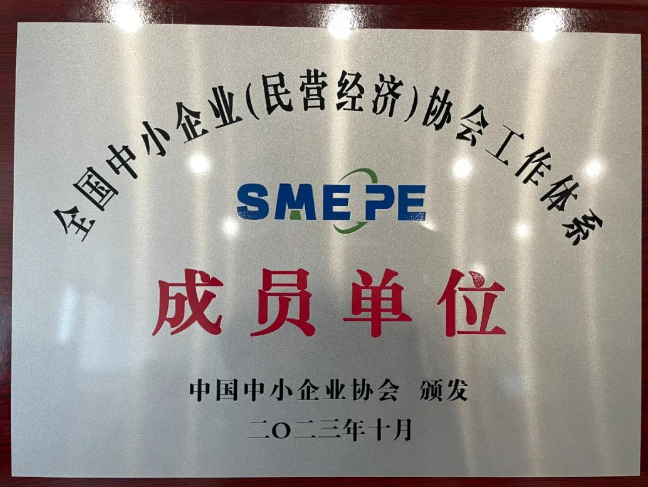 全国中小企业(民营经济)协会工作体系
SMEPE
成员单位
中国中小企业协会 颁发
二〇二三年十月